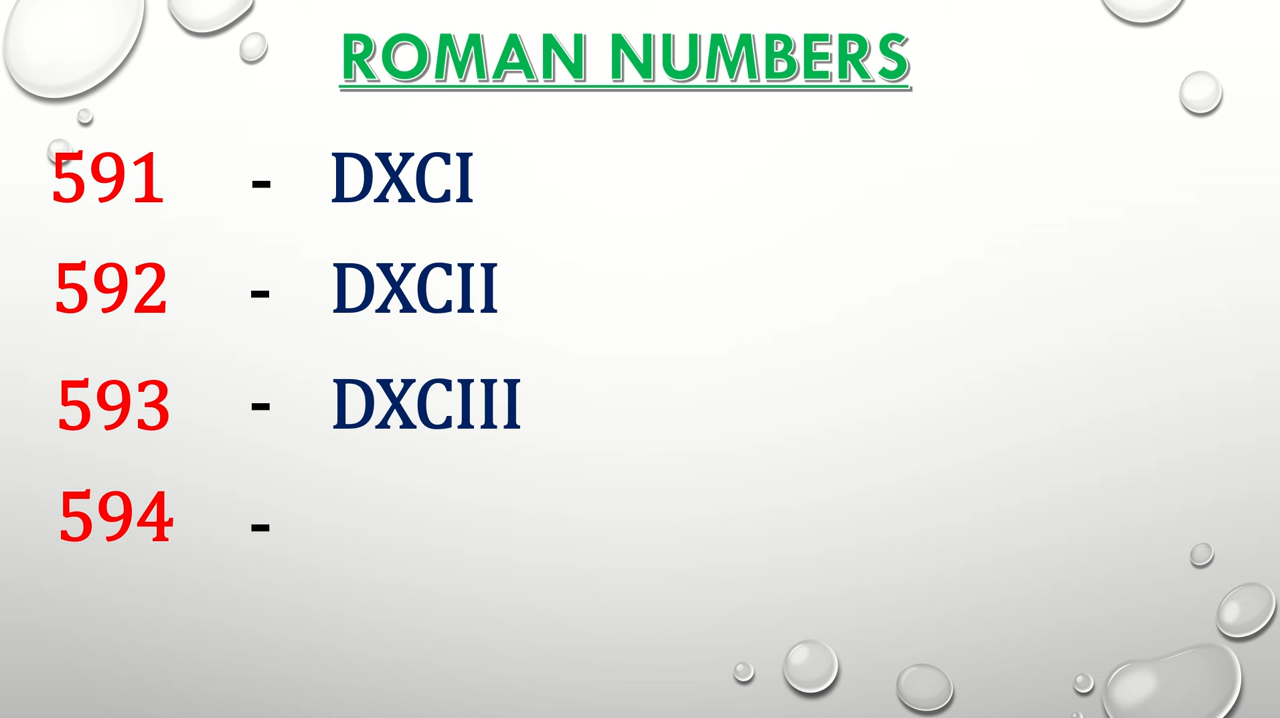 ROMAN NUMBERS
591 - DXCI
592 - DXCII
593 - DXCIII
594 -